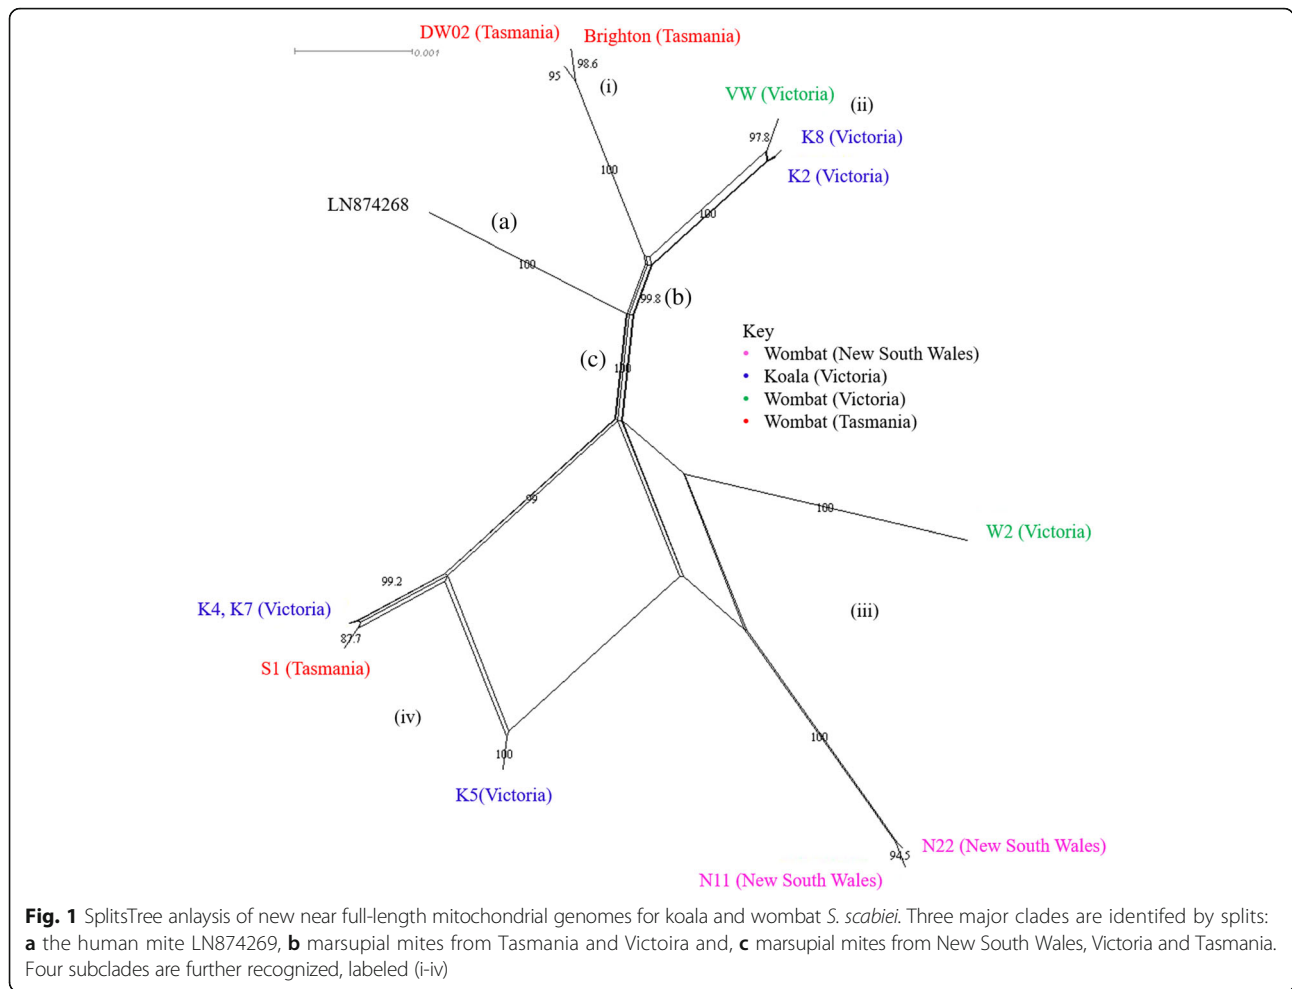 DW02 (Tasmania)
Brighton (Tasmania)
0.001
98.6
95
(i)
VW (Victoria)
(ii)
97.8
K8 (Victoria)
K2 (Victoria)
100
100
LN874268
(a)
100
99.8
(b)
(c)
100
Key
Wombat (New South Wales)
Koala (Victoria)
Wombat (Victoria)
Wombat (Tasmania)
99
100
W2 (Victoria)
99.2
K4, K7 (Victoria)
87.7
S1 (Tasmania)
(iii)
(iv)
100
100
K5(Victoria)
94.5
N22 (New South Wales)
N11 (New South Wales)
Fig. 1 SplitsTree anlaysis of new near full-length mitochondrial genomes for koala and wombat S. scabiei. Three major clades are identifed by splits:
a the human mite LN874269, b marsupial mites from Tasmania and Victoira and, c marsupial mites from New South Wales, Victoria and Tasmania.
Four subclades are further recognized, labeled (i-iv)